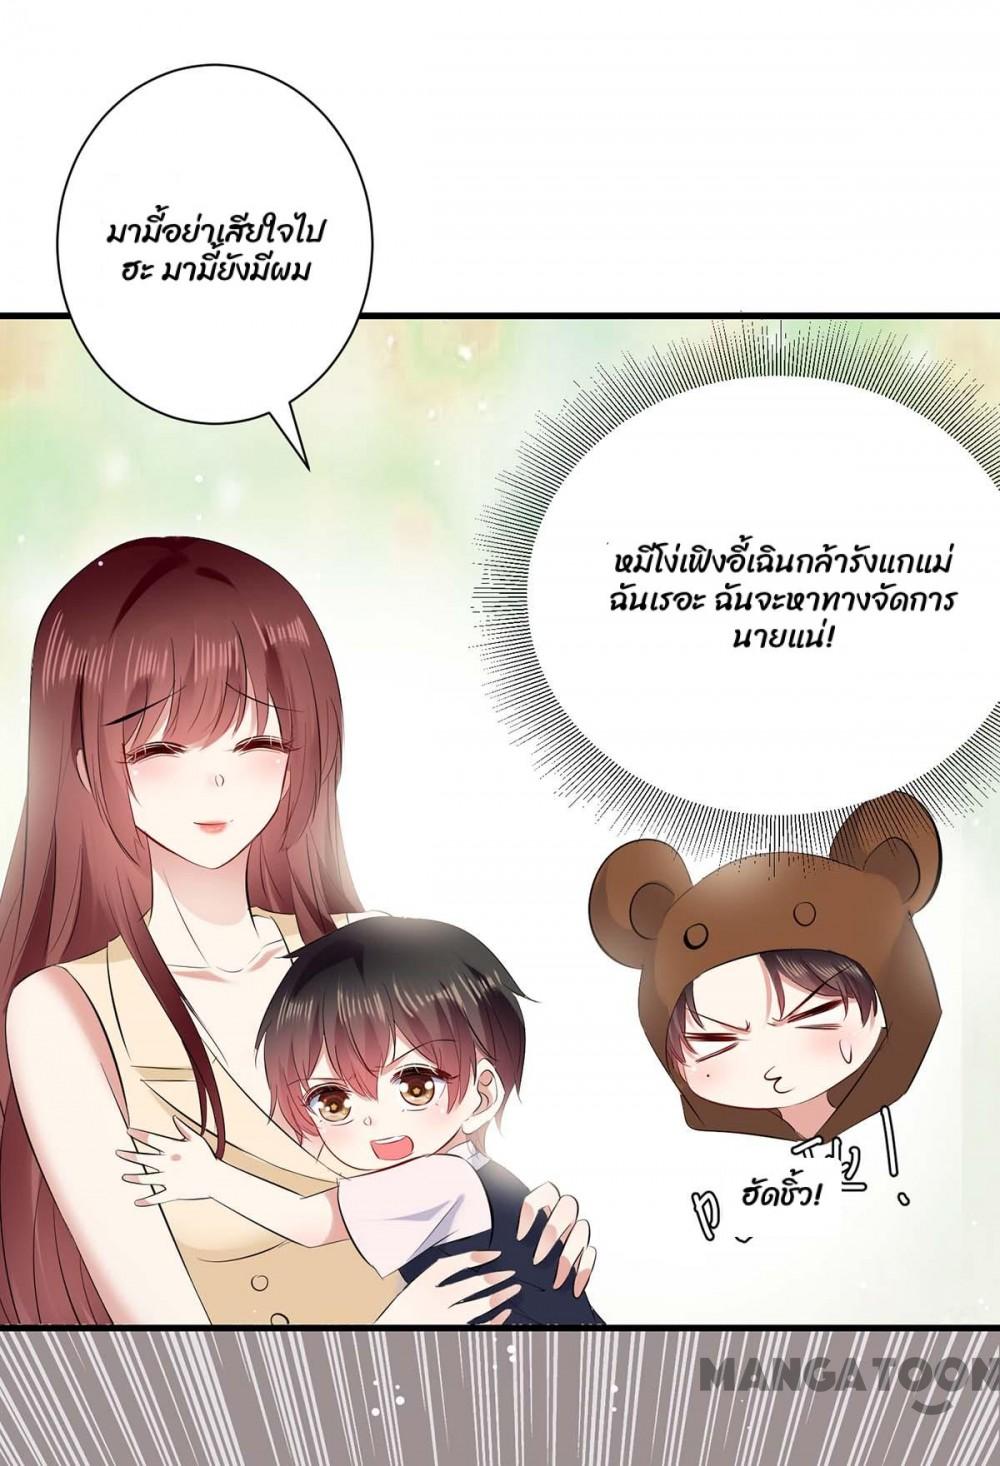 มามี้อย่าเสียใจไป
ฮะ มามี้ยังมีผม
หมีโง่เฟิงอี้เฉินกล้ารังแกแม่
ฉันเรอะ ฉันจะหาทางจัดการ
นายแน่!
ฮัดชิ้ว!
MANGATOON